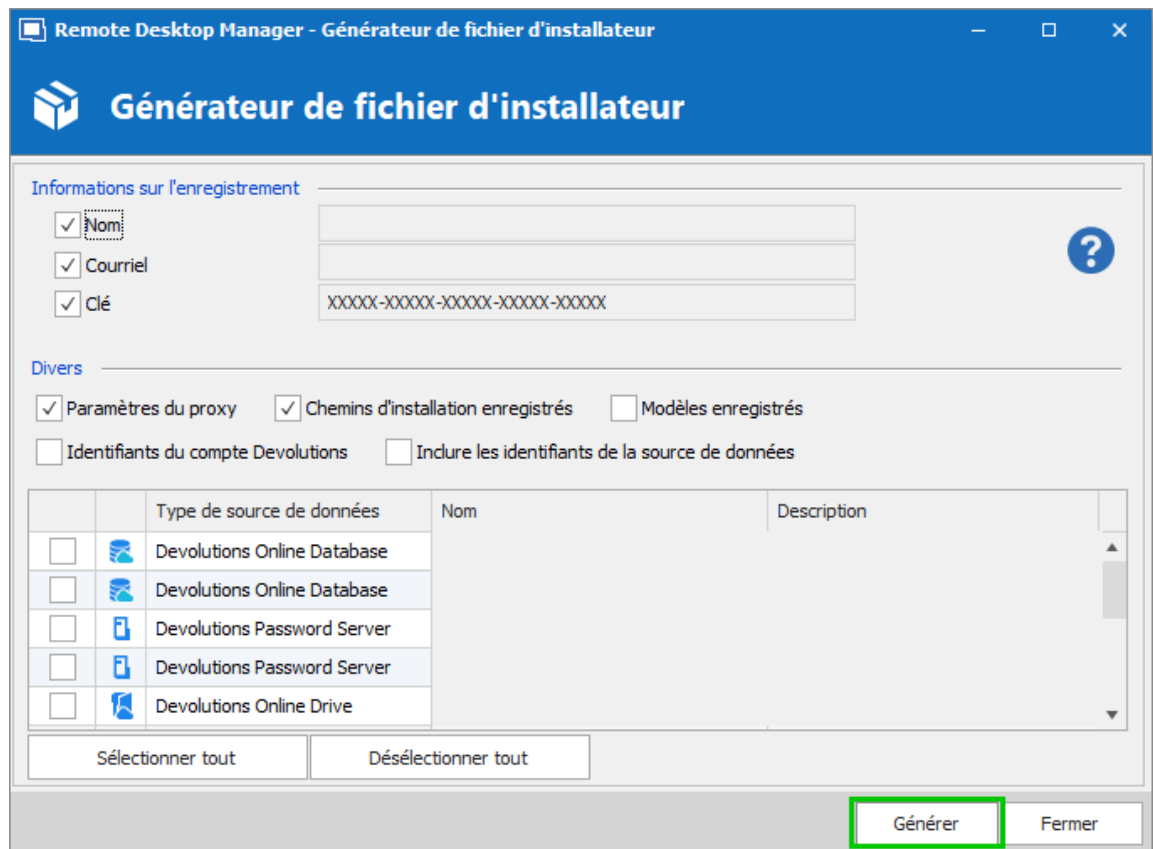 Remote Desktop Manager - Générateur de fichier d'installateur
Générateur de fichier d'installateur
Informations sur l'enregistrement
Nom
Courriel
Clé XXXXX-XXXXX-XXXXX-XXXXX-XXXXX
Divers
Paramètres du proxy Chemins d'installation enregistrés Modèles enregistrés
Identifiants du compte Devolutions Inclure les identifiants de la source de données
Type de source de données Nom Description
Devolutions Online Database
Devolutions Online Database
Devolutions Password Server
Devolutions Password Server
Devolutions Online Drive
Sélectionner tout Désélectionner tout
Générer Fermer